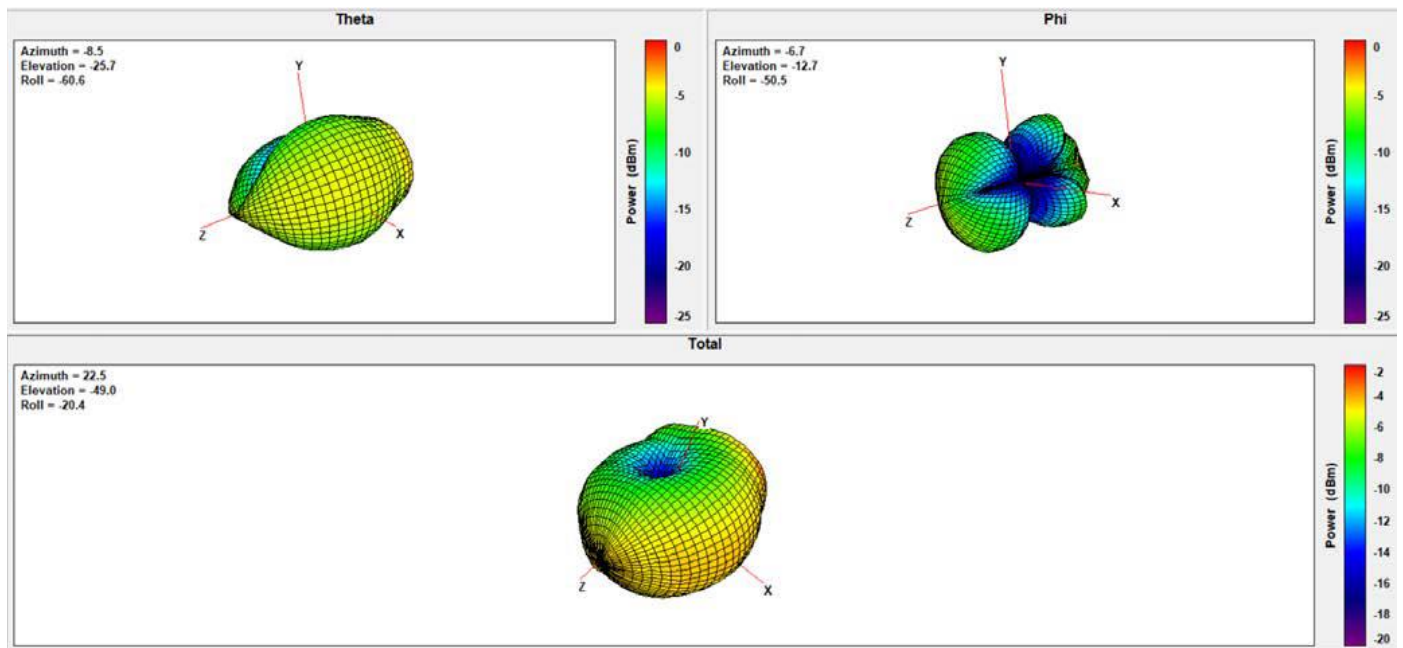 Theta
Azimuth = -8.5
Elevation = -25.7
Roll = -60.6
Y
Z
X
0
-5
-10
-15
-20
-25
Power (dBm)
Phi
Azimuth = -6.7
Elevation = -12.7
Roll = -50.5
Y
Z
X
0
-5
-10
-15
-20
-25
Power (dBm)
Total
Azimuth = 22.5
Elevation = -49.0
Roll = -20.4
Y
Z
X
-2
-4
-6
-8
-10
-12
-14
-16
-18
-20
Power (dBm)